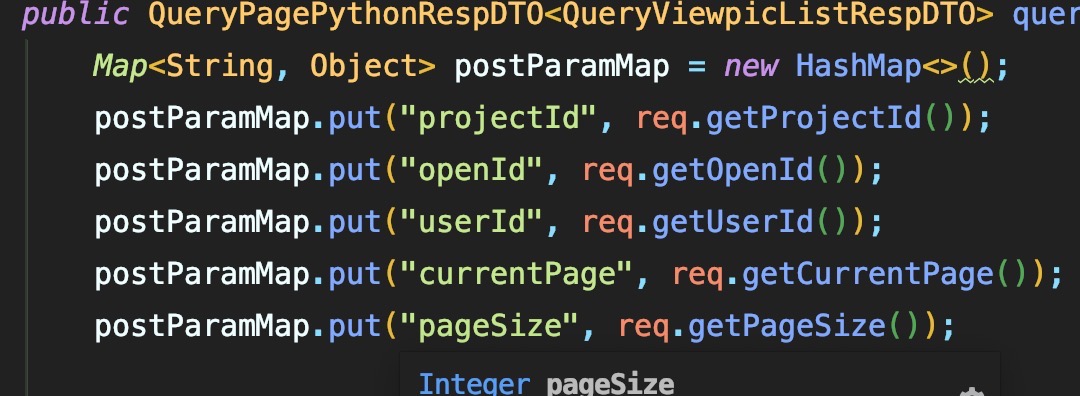 public QueryPagePythonRespDTO<QueryViewpicListRespDTO> quer
Map<String, Object> postParamMap = new HashMap<>();
postParamMap.put("projectId", req.getProjectId());
postParamMap.put("openId", req.getOpenId());
postParamMap.put("userId", req.getUserId());
postParamMap.put("currentPage", req.getCurrentPage());
postParamMap.put("pageSize", req.getPageSize());
Integer pageSize